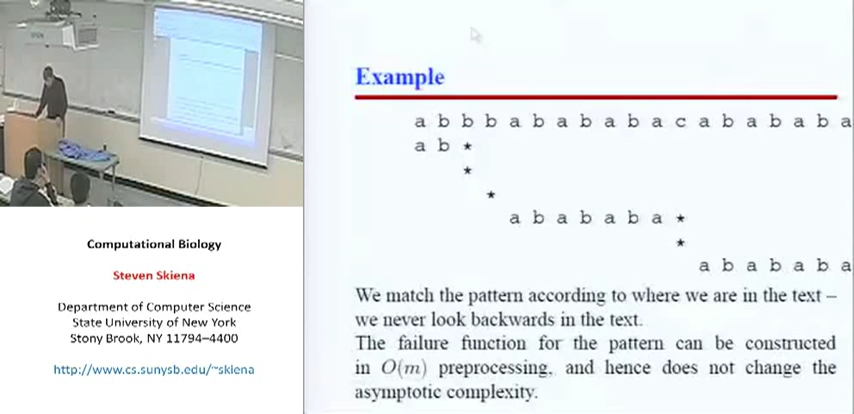 Computational Biology
Steven Skiena
Department of Computer Science
State University of New York
Stony Brook, NY 11794–4400
http://www.cs.sunysb.edu/~skiena
Example
a b b b a b a b a b a c a b a b a b a
a b *
*
*
a b a b a b a *
*
a b a b a b a
We match the pattern according to where we are in the text –
we never look backwards in the text.
The failure function for the pattern can be constructed
in O(m) preprocessing, and hence does not change the
asymptotic complexity.